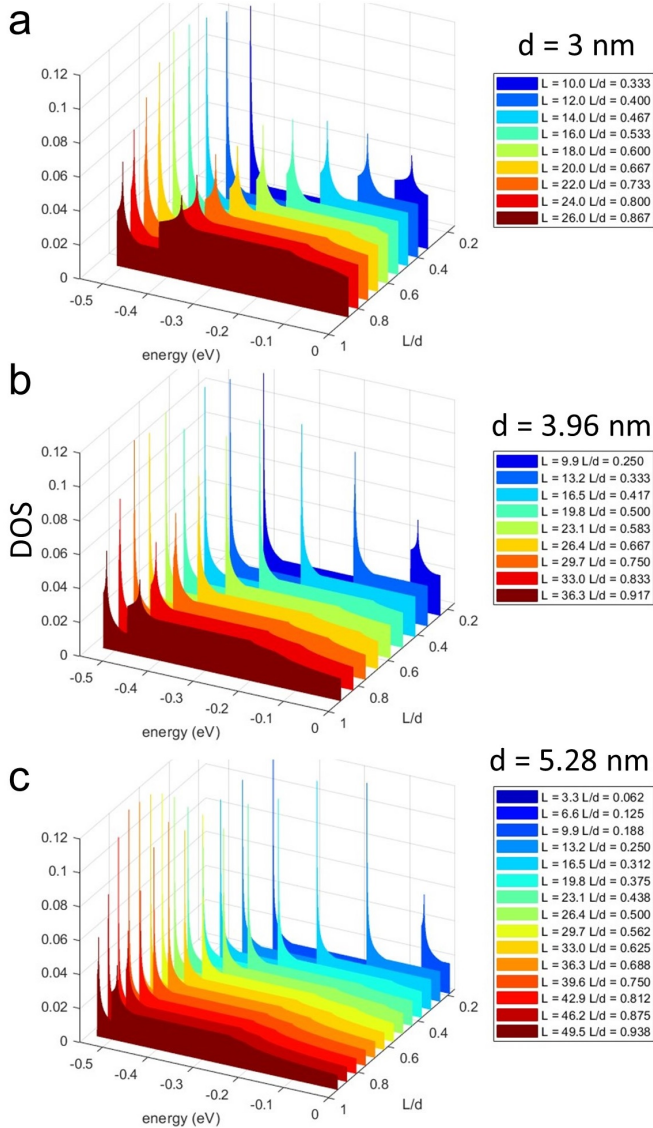 a
d = 3 nm
0.12
0.1
0.08
0.06
0.04
0.02
0
-0.5
-0.4
-0.3
-0.2
-0.1
0
energy (eV)
0.2
0.4
0.6
0.8
1
L/d
L = 10.0 L/d = 0.333
L = 12.0 L/d = 0.400
L = 14.0 L/d = 0.467
L = 16.0 L/d = 0.533
L = 18.0 L/d = 0.600
L = 20.0 L/d = 0.667
L = 22.0 L/d = 0.733
L = 24.0 L/d = 0.800
L = 26.0 L/d = 0.867
b
d = 3.96 nm
DOS
0.12
0.1
0.08
0.06
0.04
0.02
0
-0.5
-0.4
-0.3
-0.2
-0.1
0
energy (eV)
0.2
0.4
0.6
0.8
1
L/d
L = 9.9 L/d = 0.250
L = 13.2 L/d = 0.333
L = 16.5 L/d = 0.417
L = 19.8 L/d = 0.500
L = 23.1 L/d = 0.583
L = 26.4 L/d = 0.667
L = 29.7 L/d = 0.750
L = 33.0 L/d = 0.833
L = 36.3 L/d = 0.917
c
d = 5.28 nm
0.12
0.1
0.08
0.06
0.04
0.02
0
-0.5
-0.4
-0.3
-0.2
-0.1
0
energy (eV)
0.2
0.4
0.6
0.8
1
L/d
L = 3.3 L/d = 0.062
L = 6.6 L/d = 0.125
L = 9.9 L/d = 0.188
L = 13.2 L/d = 0.250
L = 16.5 L/d = 0.312
L = 19.8 L/d = 0.375
L = 23.1 L/d = 0.438
L = 26.4 L/d = 0.500
L = 29.7 L/d = 0.562
L = 33.0 L/d = 0.625
L = 36.3 L/d = 0.688
L = 39.6 L/d = 0.750
L = 42.9 L/d = 0.812
L = 46.2 L/d = 0.875
L = 49.5 L/d = 0.938